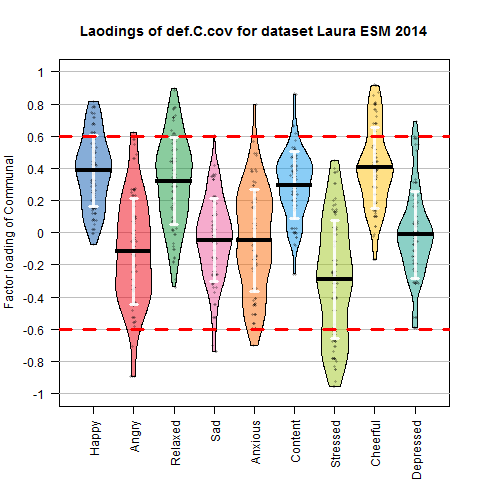 Laodings of def.C.cov for dataset Laura ESM 2014
Factor loading of Communal
1
0.8
0.6
0.4
0.2
0
-0.2
-0.4
-0.6
-0.8
-1
Happy
Angry
Relaxed
Sad
Anxious
Content
Stressed
Cheerful
Depressed